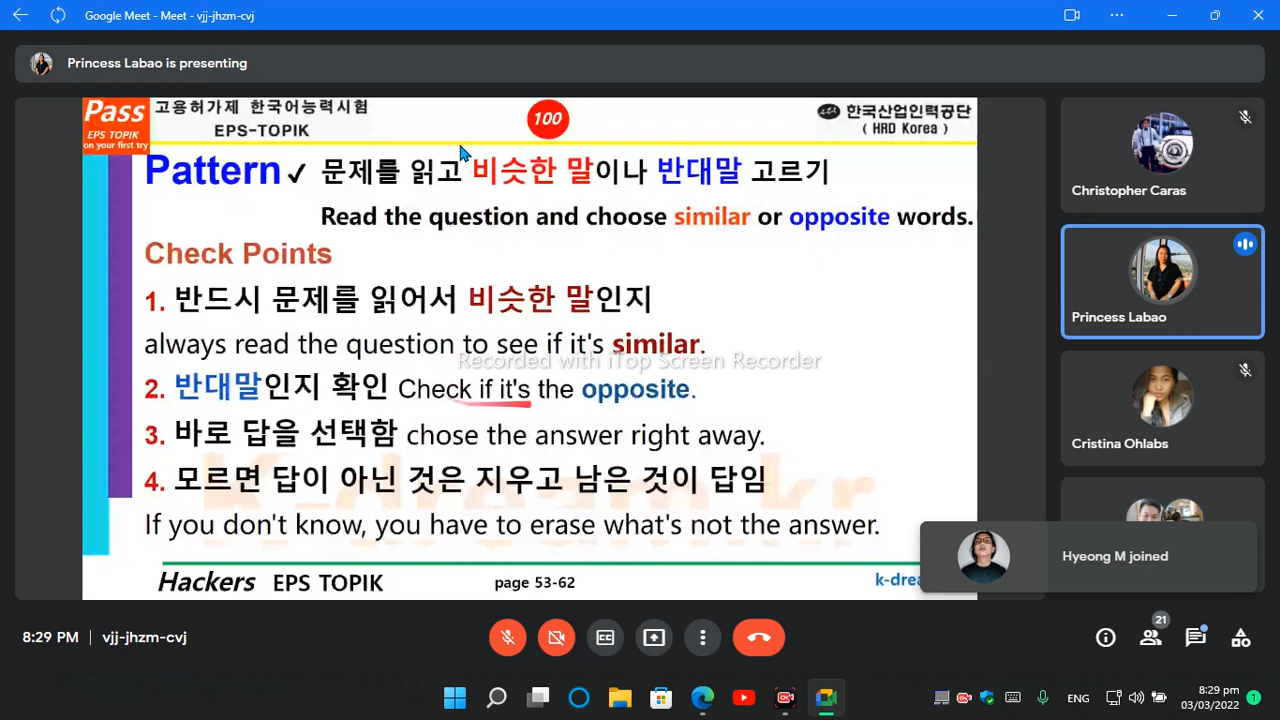 Google Meet - Meet - vjj-jhzm-cvj
Princess Labao is presenting
Pass
EPS TOPIK
on your first try
고용허가제 한국어능력시험
EPS-TOPIK
100
한국산업인력공단
( HRD Korea )
Pattern ✓ 문제를 읽고 비슷한 말이나 반대말 고르기
Read the question and choose similar or opposite words.
Check Points
1. 반드시 문제를 읽어서 비슷한 말인지
always read the question to see if it's similar.
Recorded with iTop Screen Recorder
2. 반대말인지 확인 Check if it's the opposite.
3. 바로 답을 선택함 chose the answer right away.
4. 모르면 답이 아닌 것은 지우고 남은 것이 답임
K-dream.kr
If you don't know, you have to erase what's not the answer.
Hackers EPS TOPIK
page 53-62
k-drea
Christopher Caras
Princess Labao
Cristina Ohlabs
Hyeong M joined
8:29 PM | vjj-jhzm-cvj
21
ENG
8:29 pm
03/03/2022
1